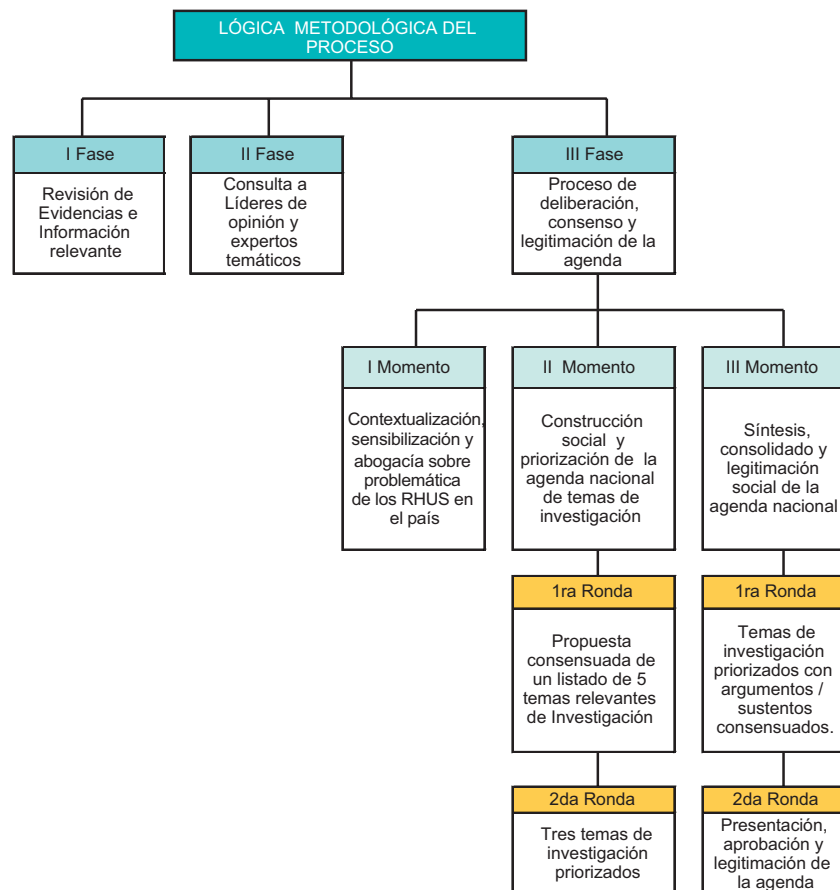 LÓGICA METODOLÓGICA DEL
PROCESO
I Fase
Revisión de
Evidencias e
Información
relevante
II Fase
Consulta a
Líderes de
opinión y
expertos
temáticos
III Fase
Proceso de
deliberación,
consenso y
legitimación de la
agenda
I Momento
Contextualización,
sensibilización y
abogacía sobre
problemática
de los RHUS en
el país
II Momento
Construcción
social y
priorización de la
agenda nacional
de temas de
investigación
III Momento
Síntesis,
consolidado y
legitimación
social de la
agenda nacional
1ra Ronda
Propuesta
consensuada de
un listado de 5
temas relevantes
de Investigación
1ra Ronda
Temas de
investigación
priorizados con
argumentos /
sustentos
consensuados.
2da Ronda
Tres temas de
investigación
priorizados
2da Ronda
Presentación,
aprobación y
legitimación de
la agenda